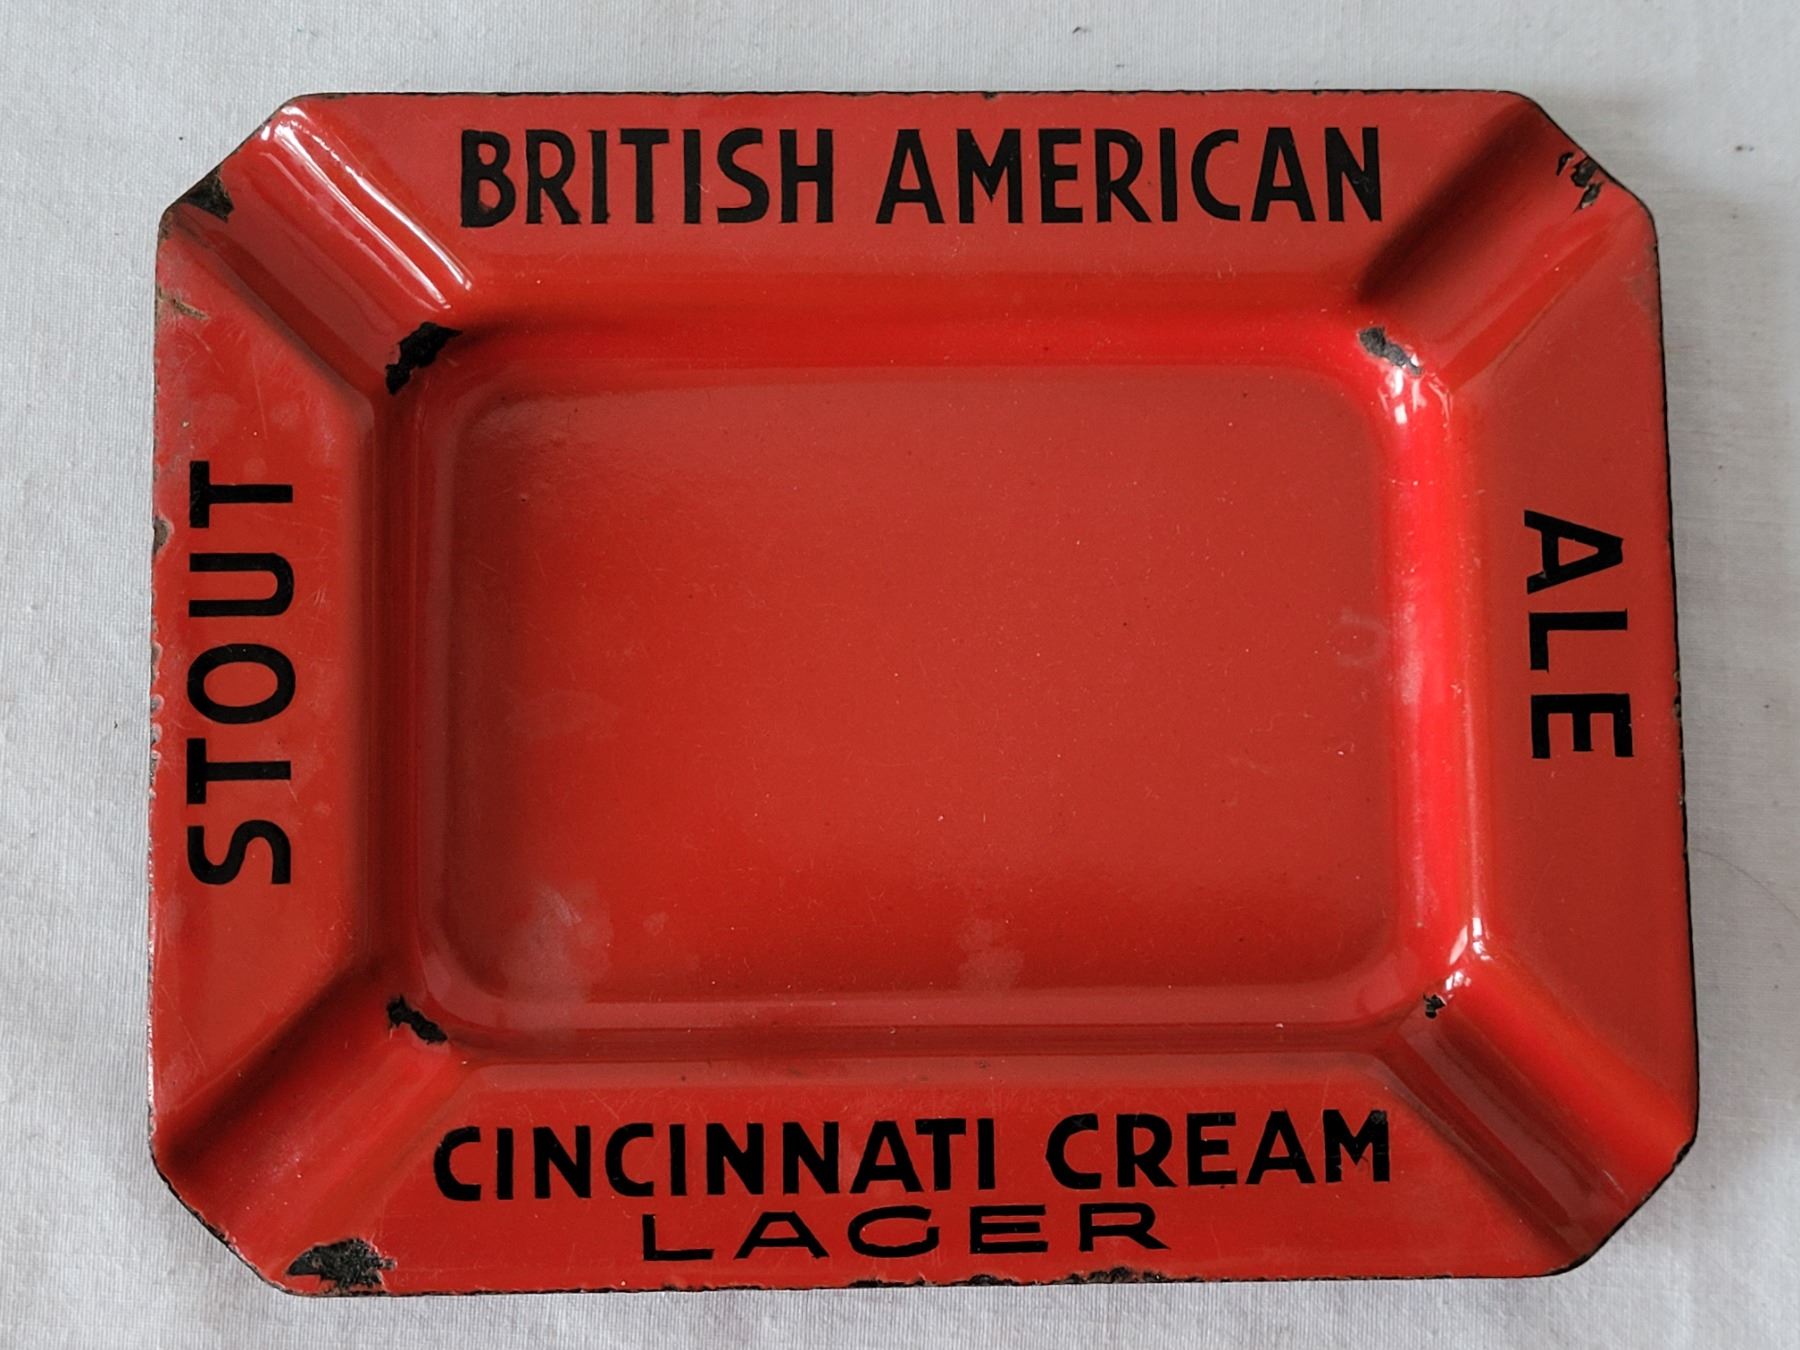 BRITISH AMERICAN
ALE
STOUT
CINCINNATI CREAM
LAGER